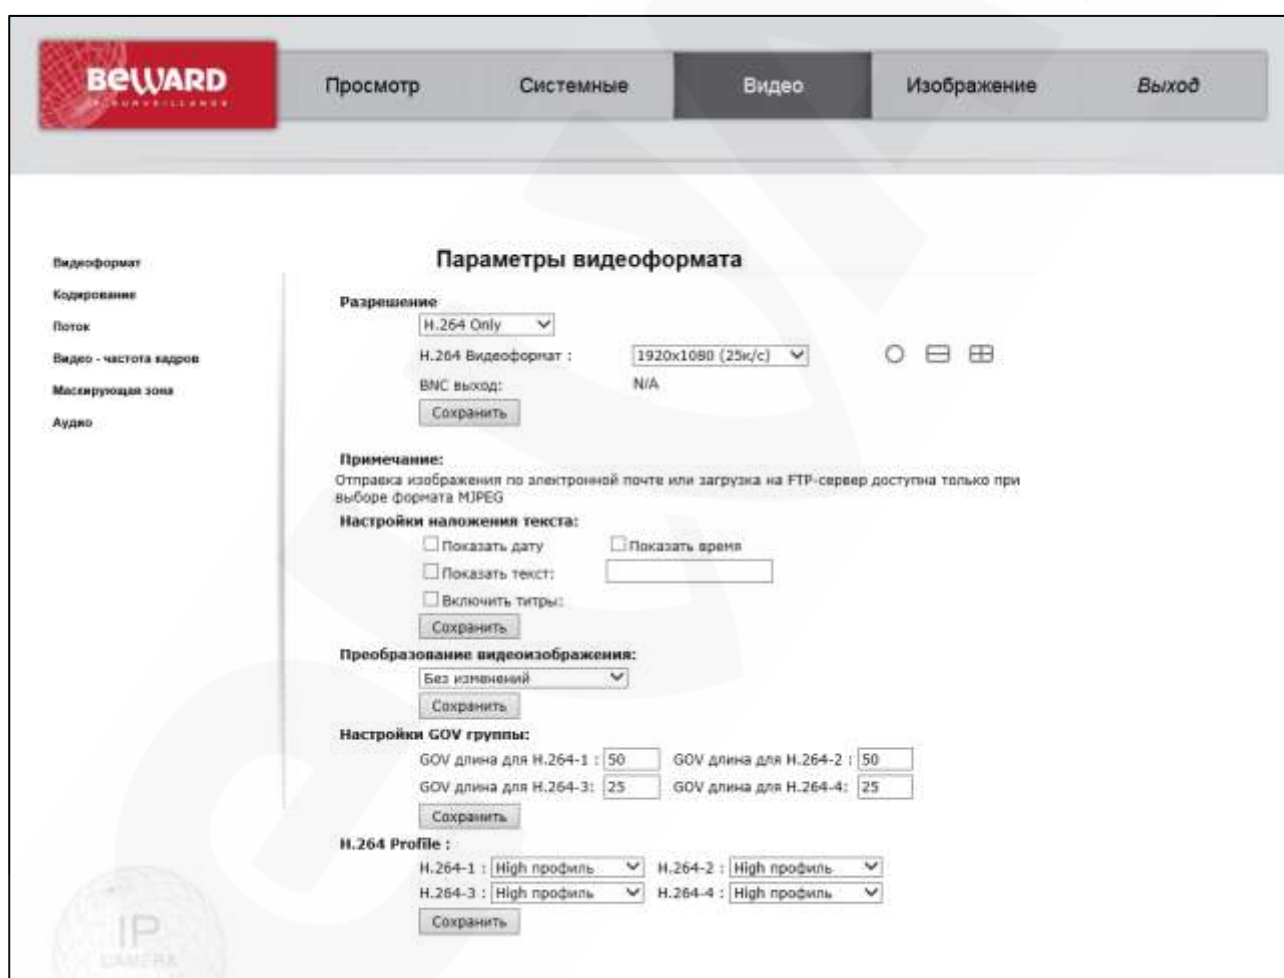 BEWARD
IP SURVEILLANCE
Просмотр
Системные
Видео
Изображение
Выход
Видеоформат
Кодирование
Поток
Видео - частота кадров
Маскирующая зона
Аудио
Параметры видеоформата
Разрешение
H.264 Only
H.264 Видеоформат : 1920x1080 (25к/с)
BNC выход: N/A
Сохранить
Примечание:
Отправка изображения по электронной почте или загрузка на FTP-сервер доступна только при
выборе формата MJPEG
Настройки наложения текста:
Показать дату Показать время
Показать текст:
Включить титры:
Сохранить
Преобразование видеоизображения:
Без изменений
Сохранить
Настройки GOV группы:
GOV длина для H.264-1 : 50 GOV длина для H.264-2 : 50
GOV длина для H.264-3: 25 GOV длина для H.264-4: 25
Сохранить
H.264 Profile :
H.264-1 : High профиль H.264-2 : High профиль
H.264-3 : High профиль H.264-4 : High профиль
Сохранить
IP
CAMERA